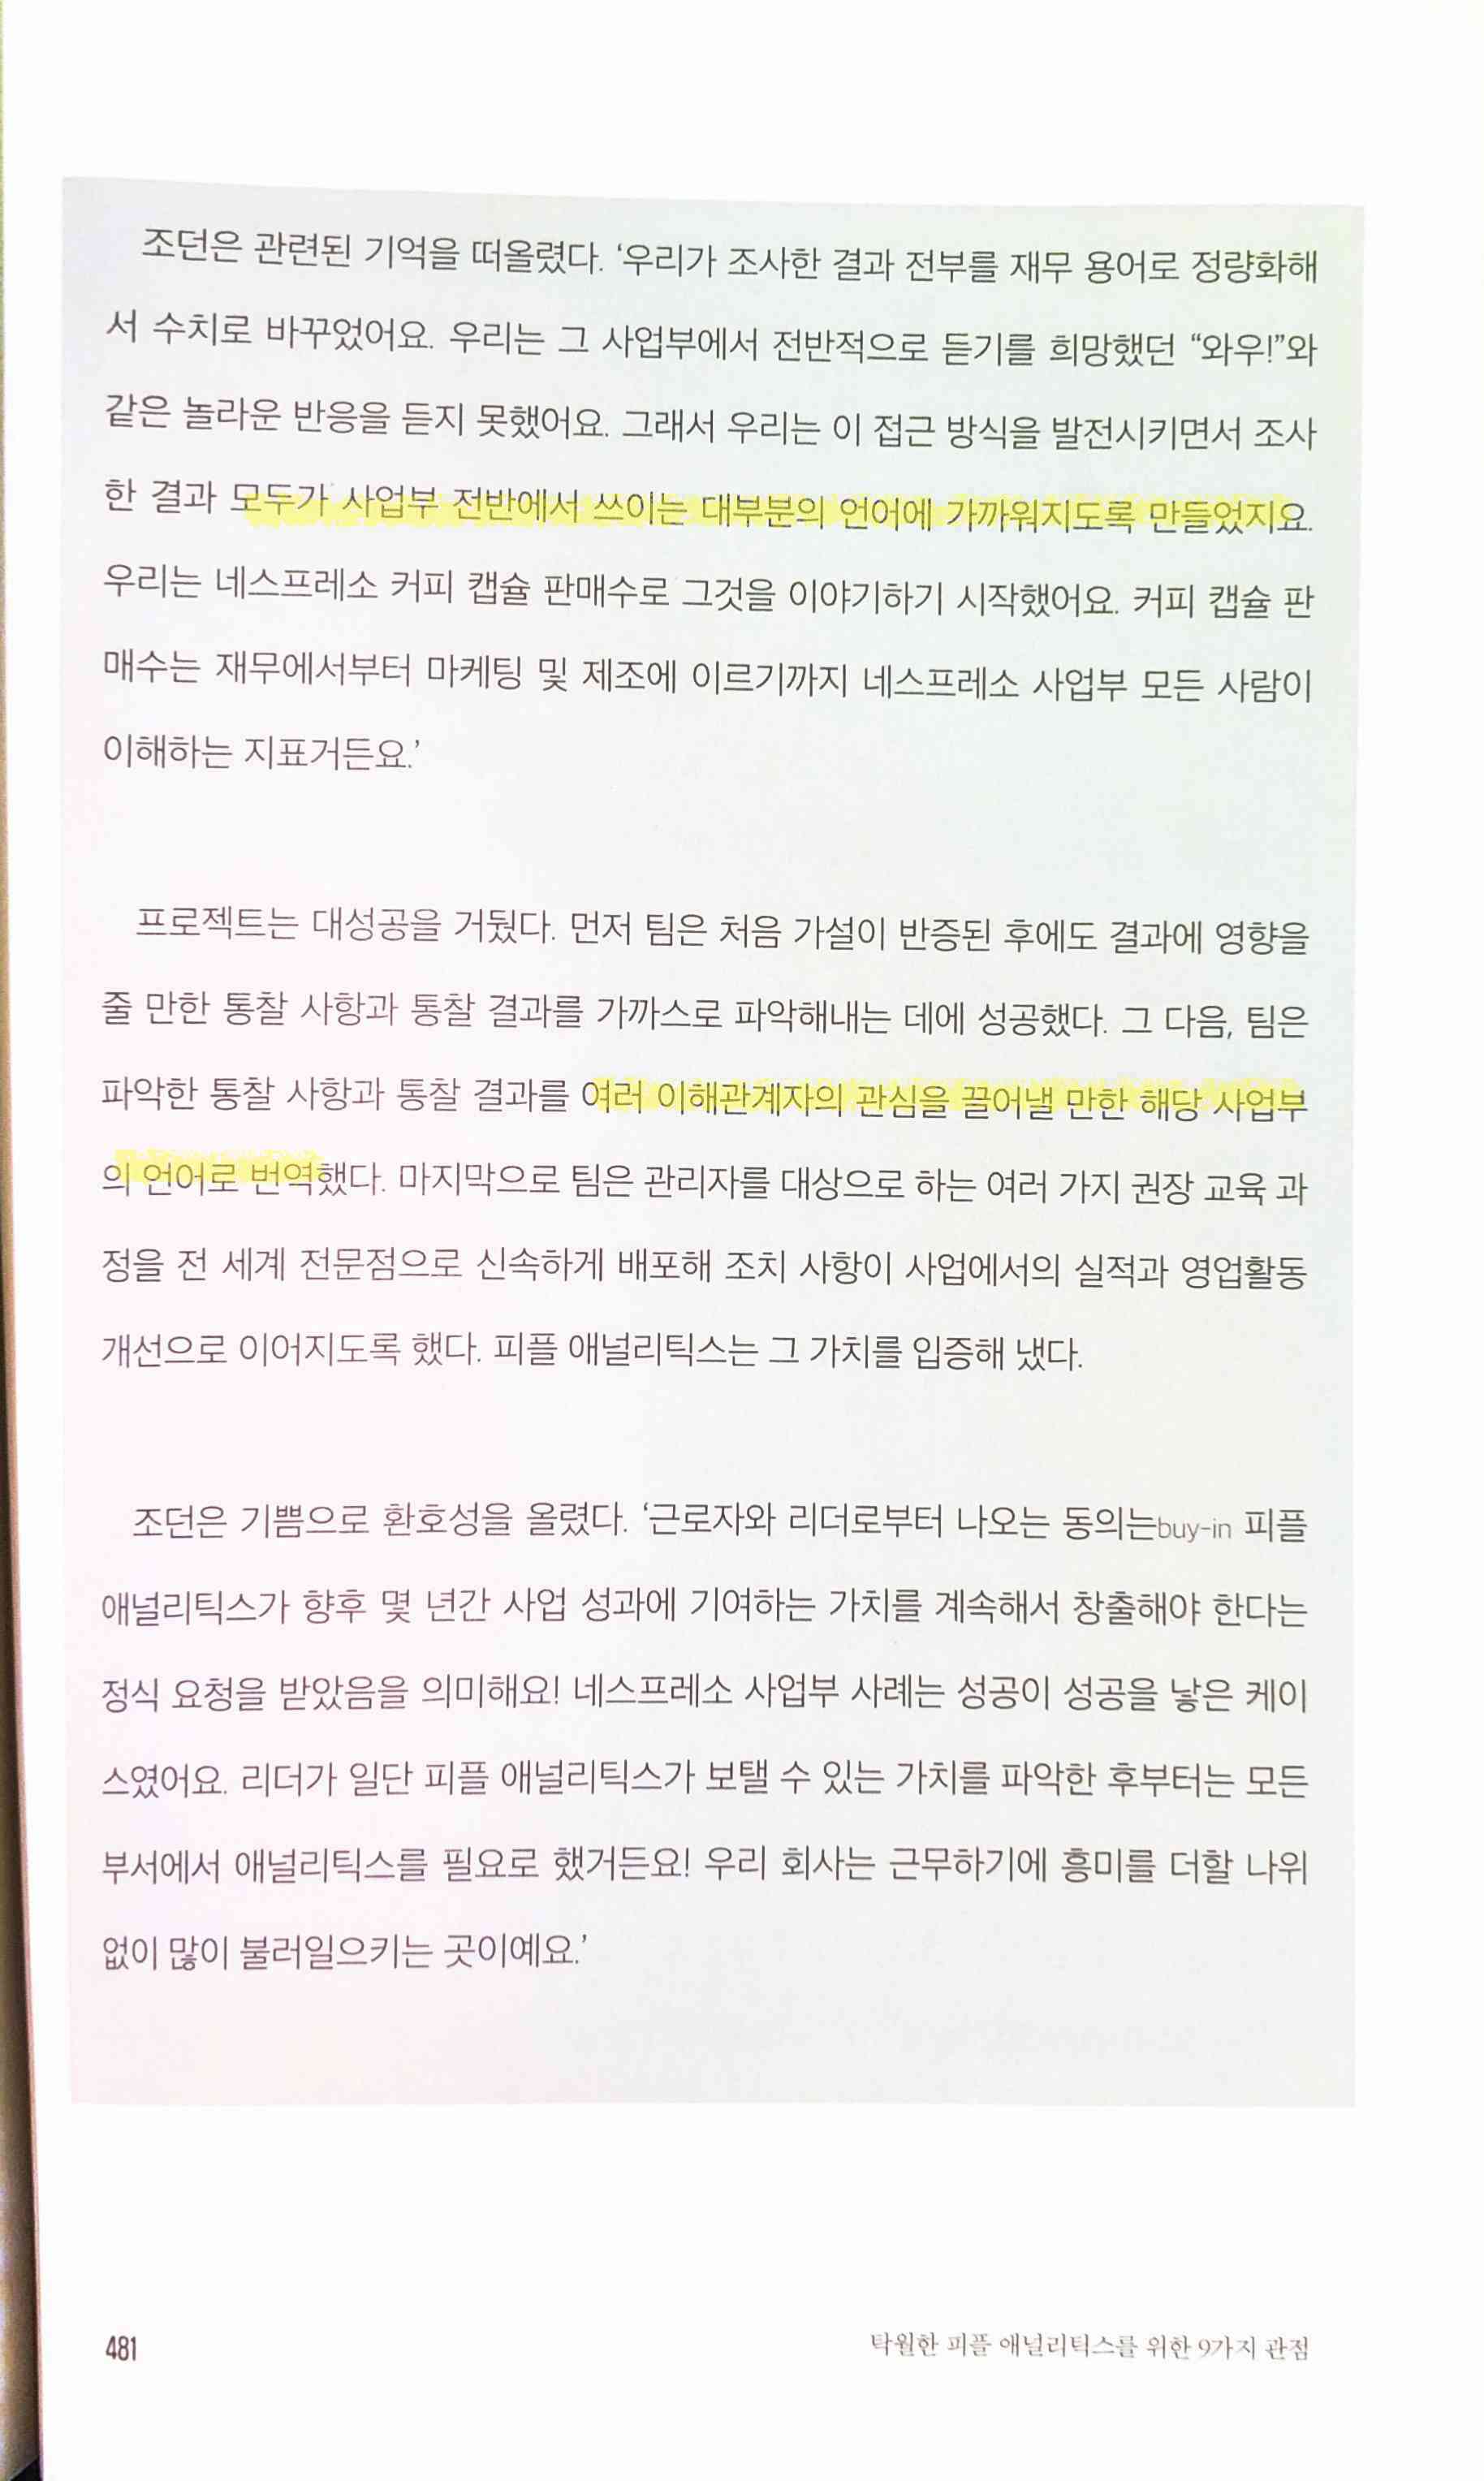 조던은 관련된 기억을 떠올렸다. ‘우리가 조사한 결과 전부를 재무 용어로 정량화해
서 수치로 바꾸었어요. 우리는 그 사업부에서 전반적으로 듣기를 희망했던 “와우!”와
같은 놀라운 반응을 듣지 못했어요. 그래서 우리는 이 접근 방식을 발전시키면서 조사
한 결과 모두가 사업부 전반에서 쓰이는 대부분의 언어에 가까워지도록 만들었지요.
우리는 네스프레소 커피 캡슐 판매수로 그것을 이야기하기 시작했어요. 커피 캡슐 판
매수는 재무에서부터 마케팅 및 제조에 이르기까지 네스프레소 사업부 모든 사람이
이해하는 지표거든요.’
프로젝트는 대성공을 거뒀다. 먼저 팀은 처음 가설이 반증된 후에도 결과에 영향을
줄 만한 통찰 사항과 통찰 결과를 가까스로 파악해내는 데에 성공했다. 그 다음, 팀은
파악한 통찰 사항과 통찰 결과를 여러 이해관계자의 관심을 끌어낼 만한 해당 사업부
의 언어로 번역했다. 마지막으로 팀은 관리자를 대상으로 하는 여러 가지 권장 교육 과
정을 전 세계 전문점으로 신속하게 배포해 조치 사항이 사업에서의 실적과 영업활동
개선으로 이어지도록 했다. 피플 애널리틱스는 그 가치를 입증해 냈다.
조던은 기쁨으로 환호성을 올렸다. ‘근로자와 리더로부터 나오는 동의는buy-in 피플
애널리틱스가 향후 몇 년간 사업 성과에 기여하는 가치를 계속해서 창출해야 한다는
정식 요청을 받았음을 의미해요! 네스프레소 사업부 사례는 성공이 성공을 낳은 케이
스였어요. 리더가 일단 피플 애널리틱스가 보탤 수 있는 가치를 파악한 후부터는 모든
부서에서 애널리틱스를 필요로 했거든요! 우리 회사는 근무하기에 흥미를 더할 나위
없이 많이 불러일으키는 곳이예요.’
481
탁월한 피플 애널리틱스를 위한 9가지 관점